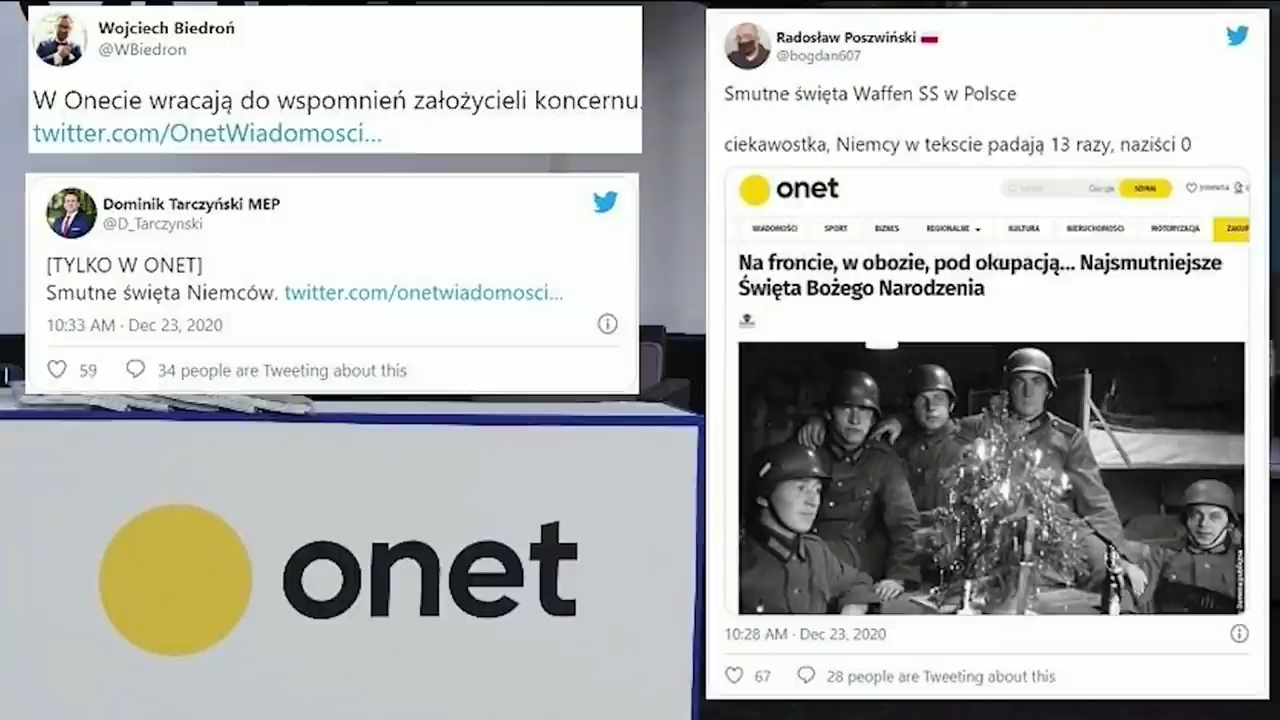 Wojciech Biedroń
@WBiedron
W Onecie wracają do wspomnień założycieli koncernu.
twitter.com/OnetWiadomosci...
Dominik Tarczyński MEP
@D_Tarczynski
[TYLKO W ONET]
Smutne święta Niemców. twitter.com/onetwiadomosci...
10:33 AM · Dec 23, 2020
59 34 people are Tweeting about this
onet
Radosław Poszwiński
@bogdan607
Smutne święta Waffen SS w Polsce
ciekawostka, Niemcy w tekscie padają 13 razy, naziści 0
onet Google SZUKAJ
WIADOMOŚCI SPORT BIZNES REGIONALNE KULTURA NIERUCHOMOŚCI MOTORYZACJA
Na froncie, w obozie, pod okupacją... Najsmutniejsze
Święta Bożego Narodzenia
10:28 AM · Dec 23, 2020
67 28 people are Tweeting about this